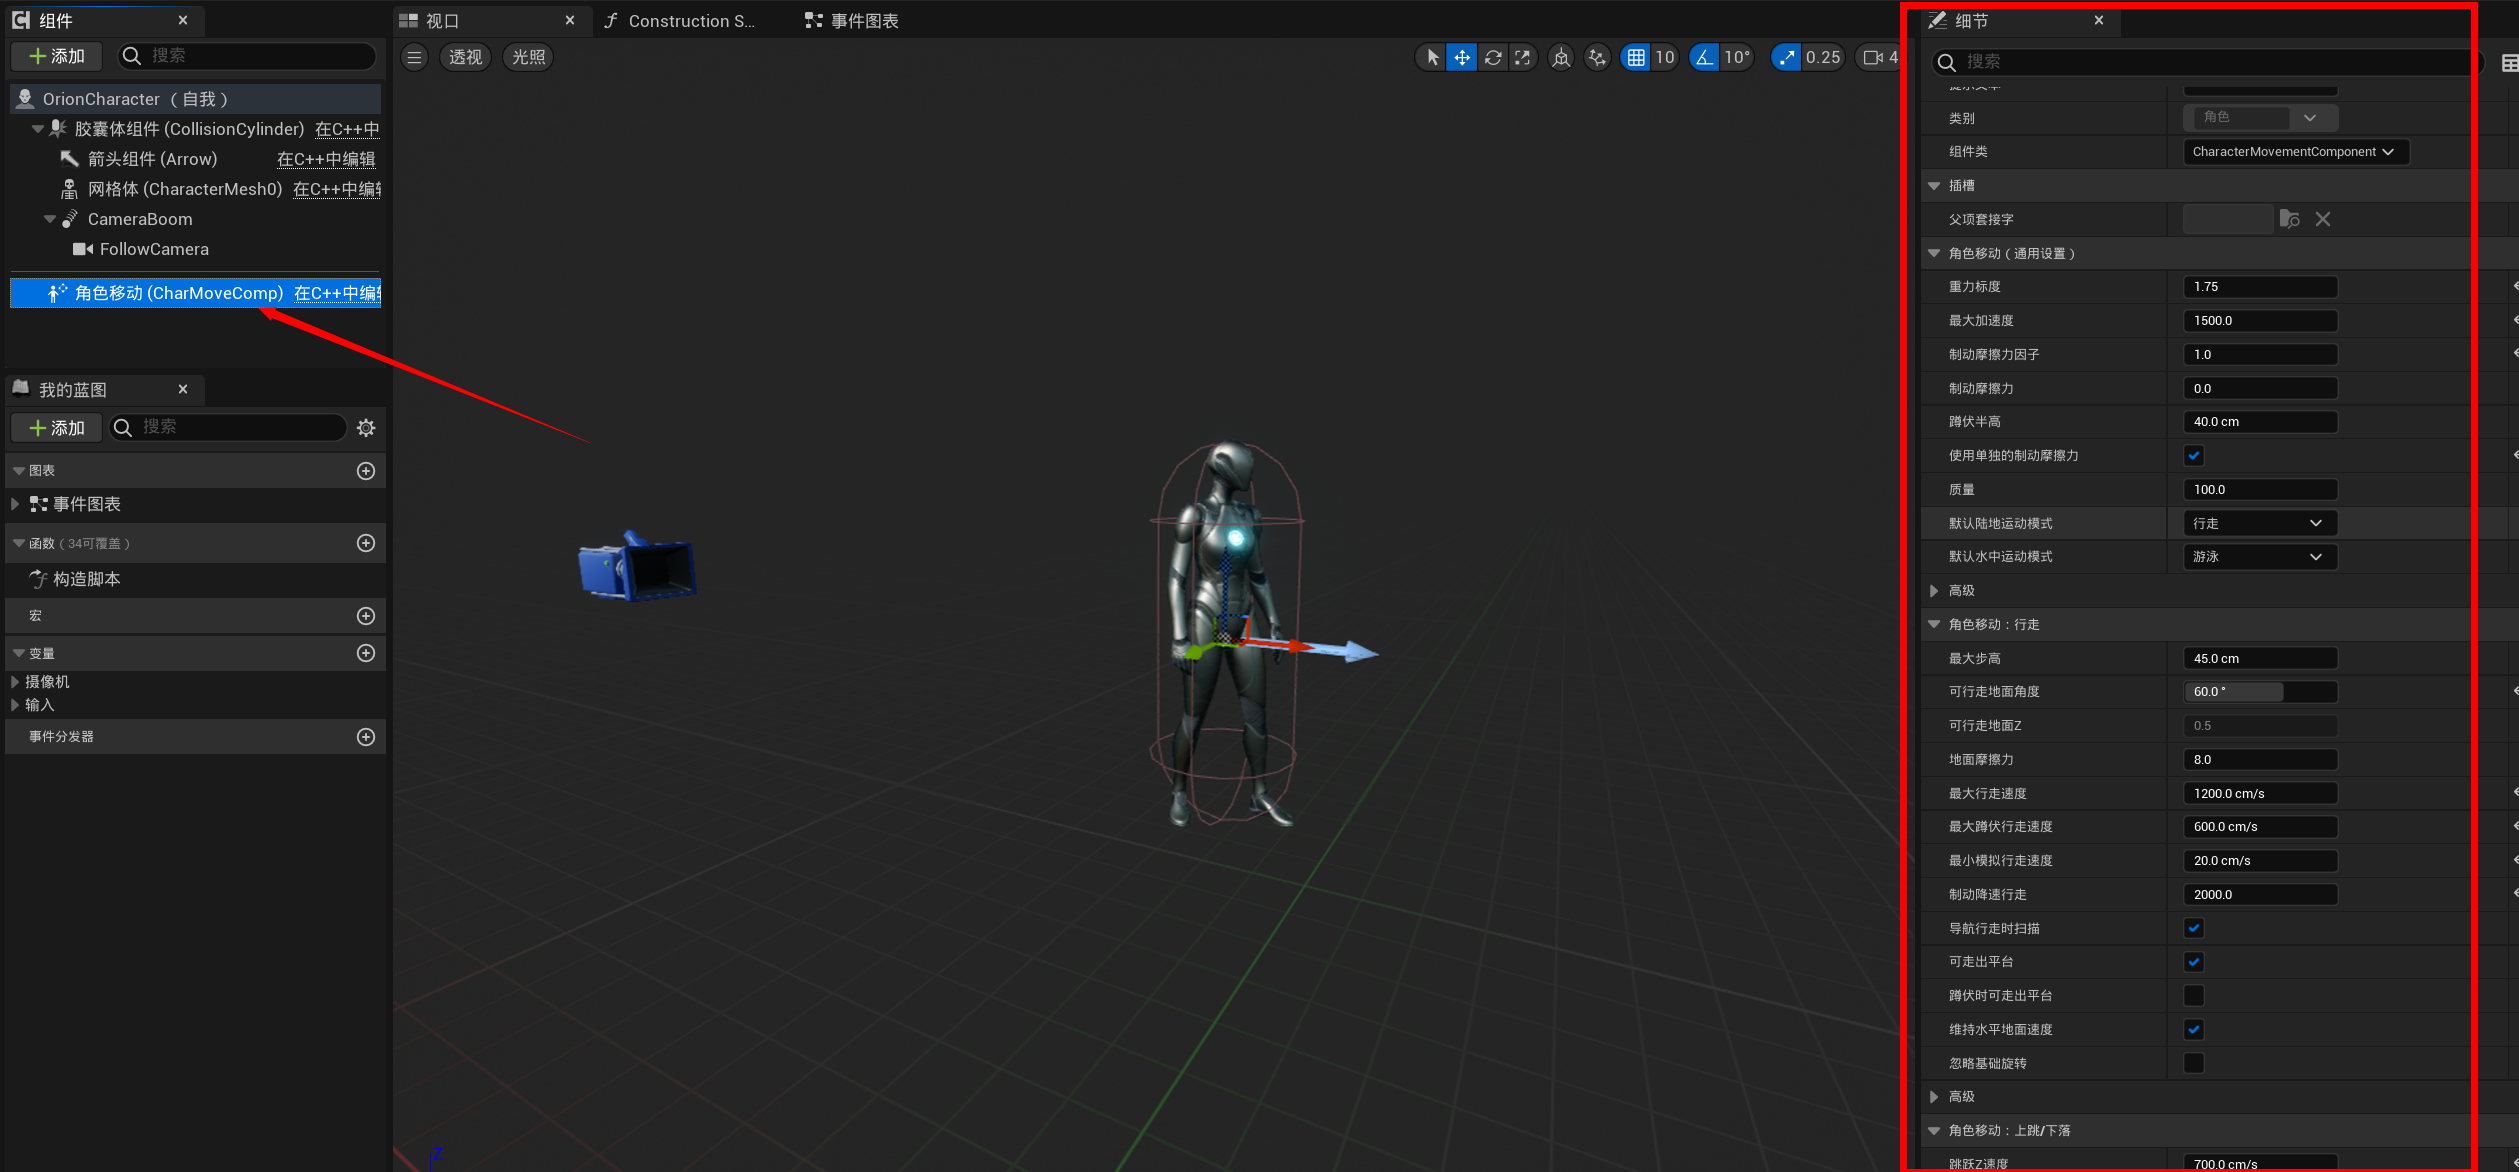 组件
添加
搜索
OrionCharacter （自我）
胶囊体组件 (CollisionCylinder) 在C++中
箭头组件 (Arrow) 在C++中编辑
网格体 (CharacterMesh0) 在C++中编辑
CameraBoom
FollowCamera
角色移动 (CharMoveComp) 在C++中编辑
我的蓝图
添加
搜索
图表
事件图表
函数（34可覆盖）
构造脚本
宏
变量
摄像机
输入
事件分发器
视口
Construction S...
事件图表
透视
光照
10
10°
0.25
4
Z
细节
搜索
提示文本
类别 角色
组件类 CharacterMovementComponent
插槽
父项套接字
角色移动（通用设置）
重力标度 1.75
最大加速度 1500.0
制动摩擦力因子 1.0
制动摩擦力 0.0
蹲伏半高 40.0 cm
使用单独的制动摩擦力
质量 100.0
默认陆地运动模式 行走
默认水中运动模式 游泳
高级
角色移动：行走
最大步高 45.0 cm
可行走地面角度 60.0 °
可行走地面Z 0.5
地面摩擦力 8.0
最大行走速度 1200.0 cm/s
最大蹲伏行走速度 600.0 cm/s
最小模拟行走速度 20.0 cm/s
制动降速行走 2000.0
导航行走时扫描
可走出平台
蹲伏时可走出平台
维持水平地面速度
忽略基础旋转
高级
角色移动：上跳/下落
跳跃Z速度 700.0 cm/s